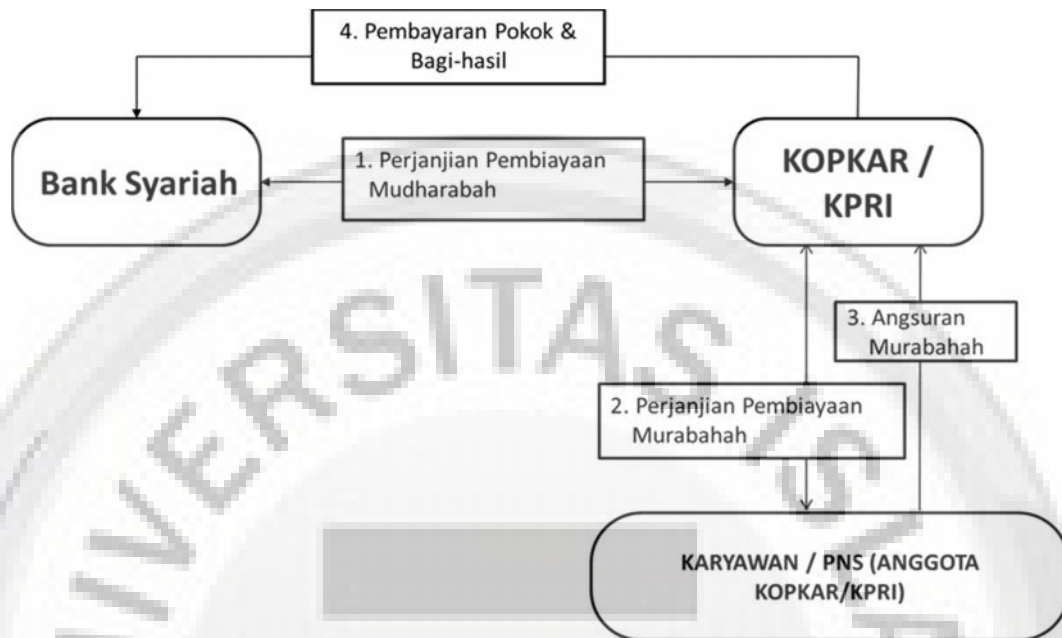 4. Pembayaran Pokok &
Bagi-hasil
Bank Syariah
1. Perjanjian Pembiayaan
Mudharabah
KOPKAR /
KPRI
3. Angsuran
Murabahah
2. Perjanjian Pembiayaan
Murabahah
KARYAWAN / PNS (ANGGOTA
KOPKAR/KPRI)